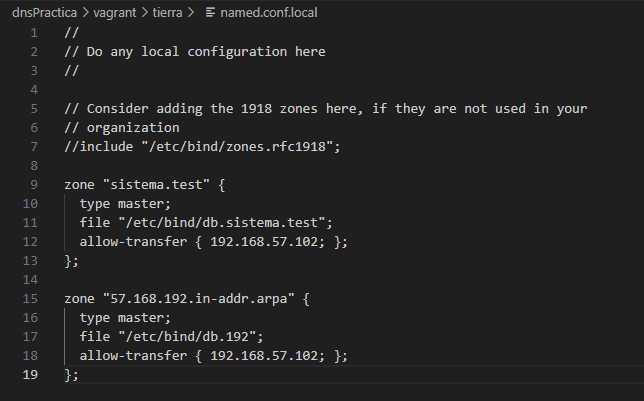 dnsPractica > vagrant > tierra > named.conf.local
1 //
2 // Do any local configuration here
3 //
4
5 // Consider adding the 1918 zones here, if they are not used in your
6 // organization
7 //include "/etc/bind/zones.rfc1918";
8
9 zone "sistema.test" {
10 type master;
11 file "/etc/bind/db.sistema.test";
12 allow-transfer { 192.168.57.102; };
13 };
14
15 zone "57.168.192.in-addr.arpa" {
16 type master;
17 file "/etc/bind/db.192";
18 allow-transfer { 192.168.57.102; };
19 };